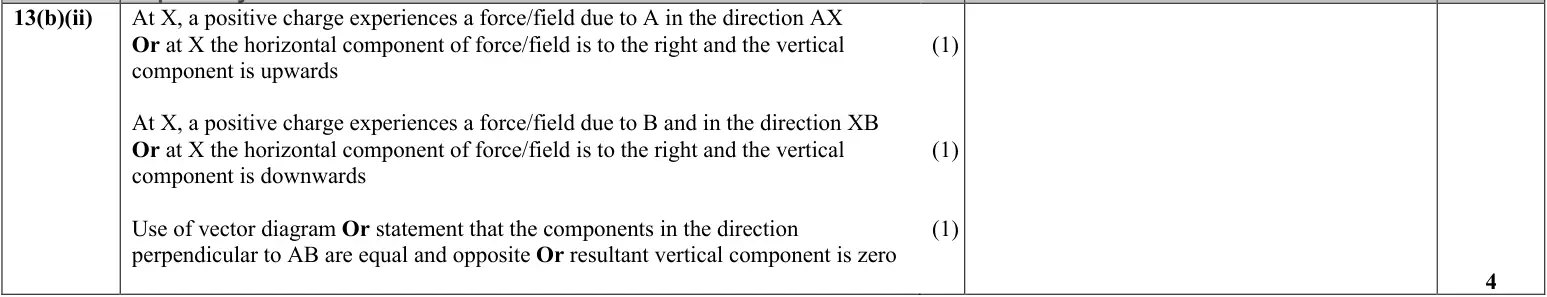 13(b)(ii) At X, a positive charge experiences a force/field due to A in the direction AX
Or at X the horizontal component of force/field is to the right and the vertical (1)
component is upwards
At X, a positive charge experiences a force/field due to B and in the direction XB
Or at X the horizontal component of force/field is to the right and the vertical (1)
component is downwards
Use of vector diagram Or statement that the components in the direction (1)
perpendicular to AB are equal and opposite Or resultant vertical component is zero
4